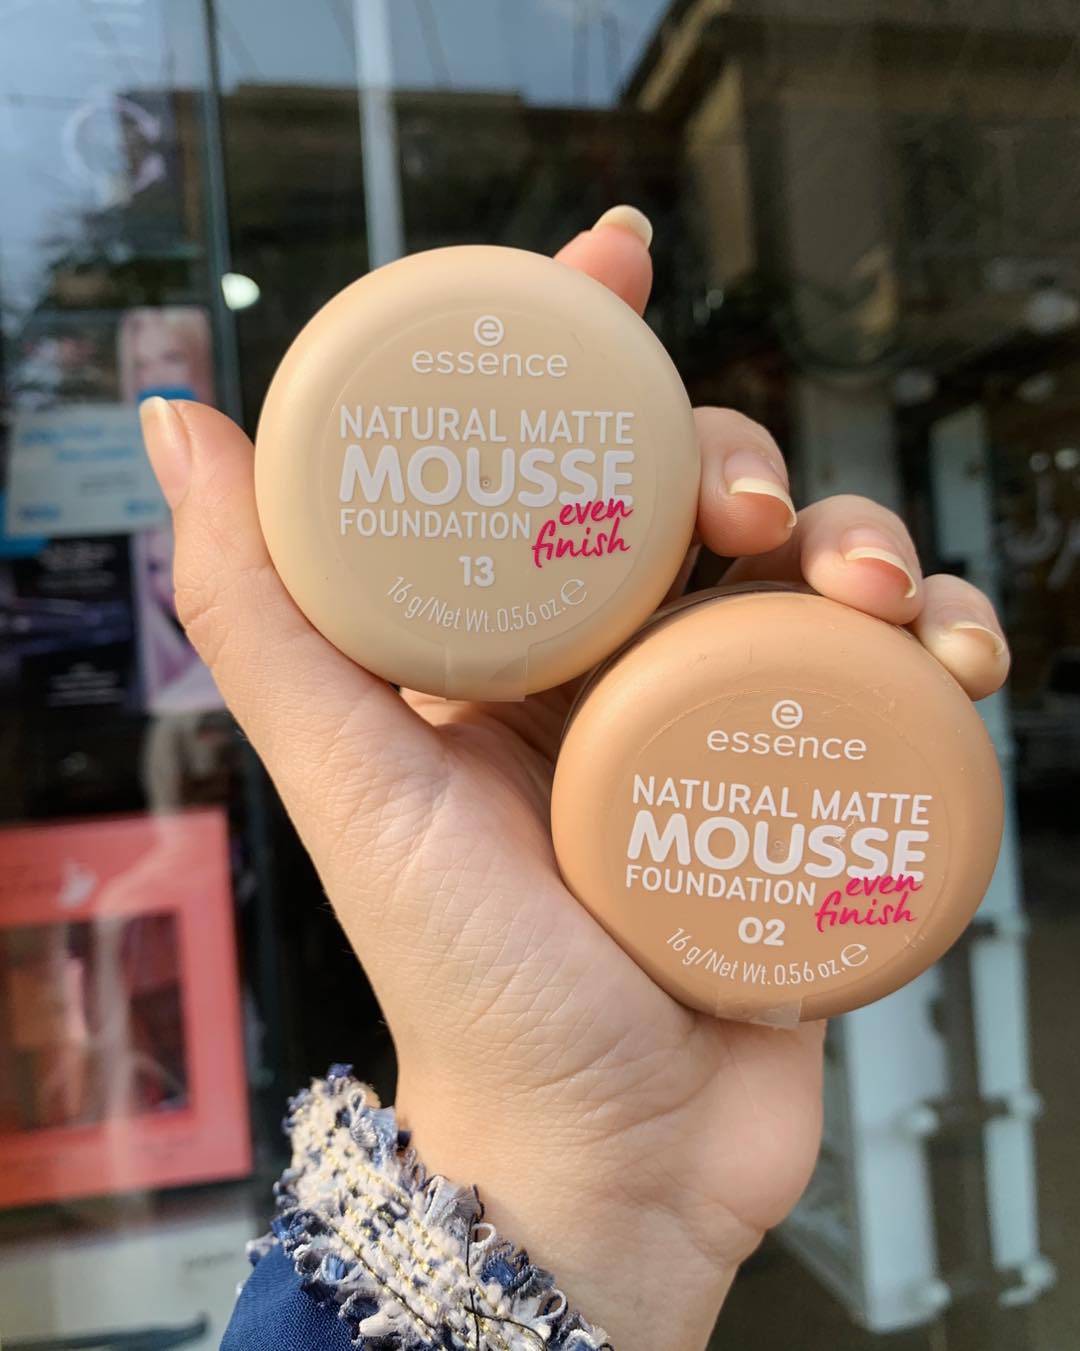 e
essence
NATURAL MATTE
MOUSSE
FOUNDATION
even
finish
13
16 g/Net Wt. 0.56 oz. ℮
e
essence
NATURAL MATTE
MOUSSE
FOUNDATION
even
finish
02
16 g/Net Wt. 0.56 oz. ℮